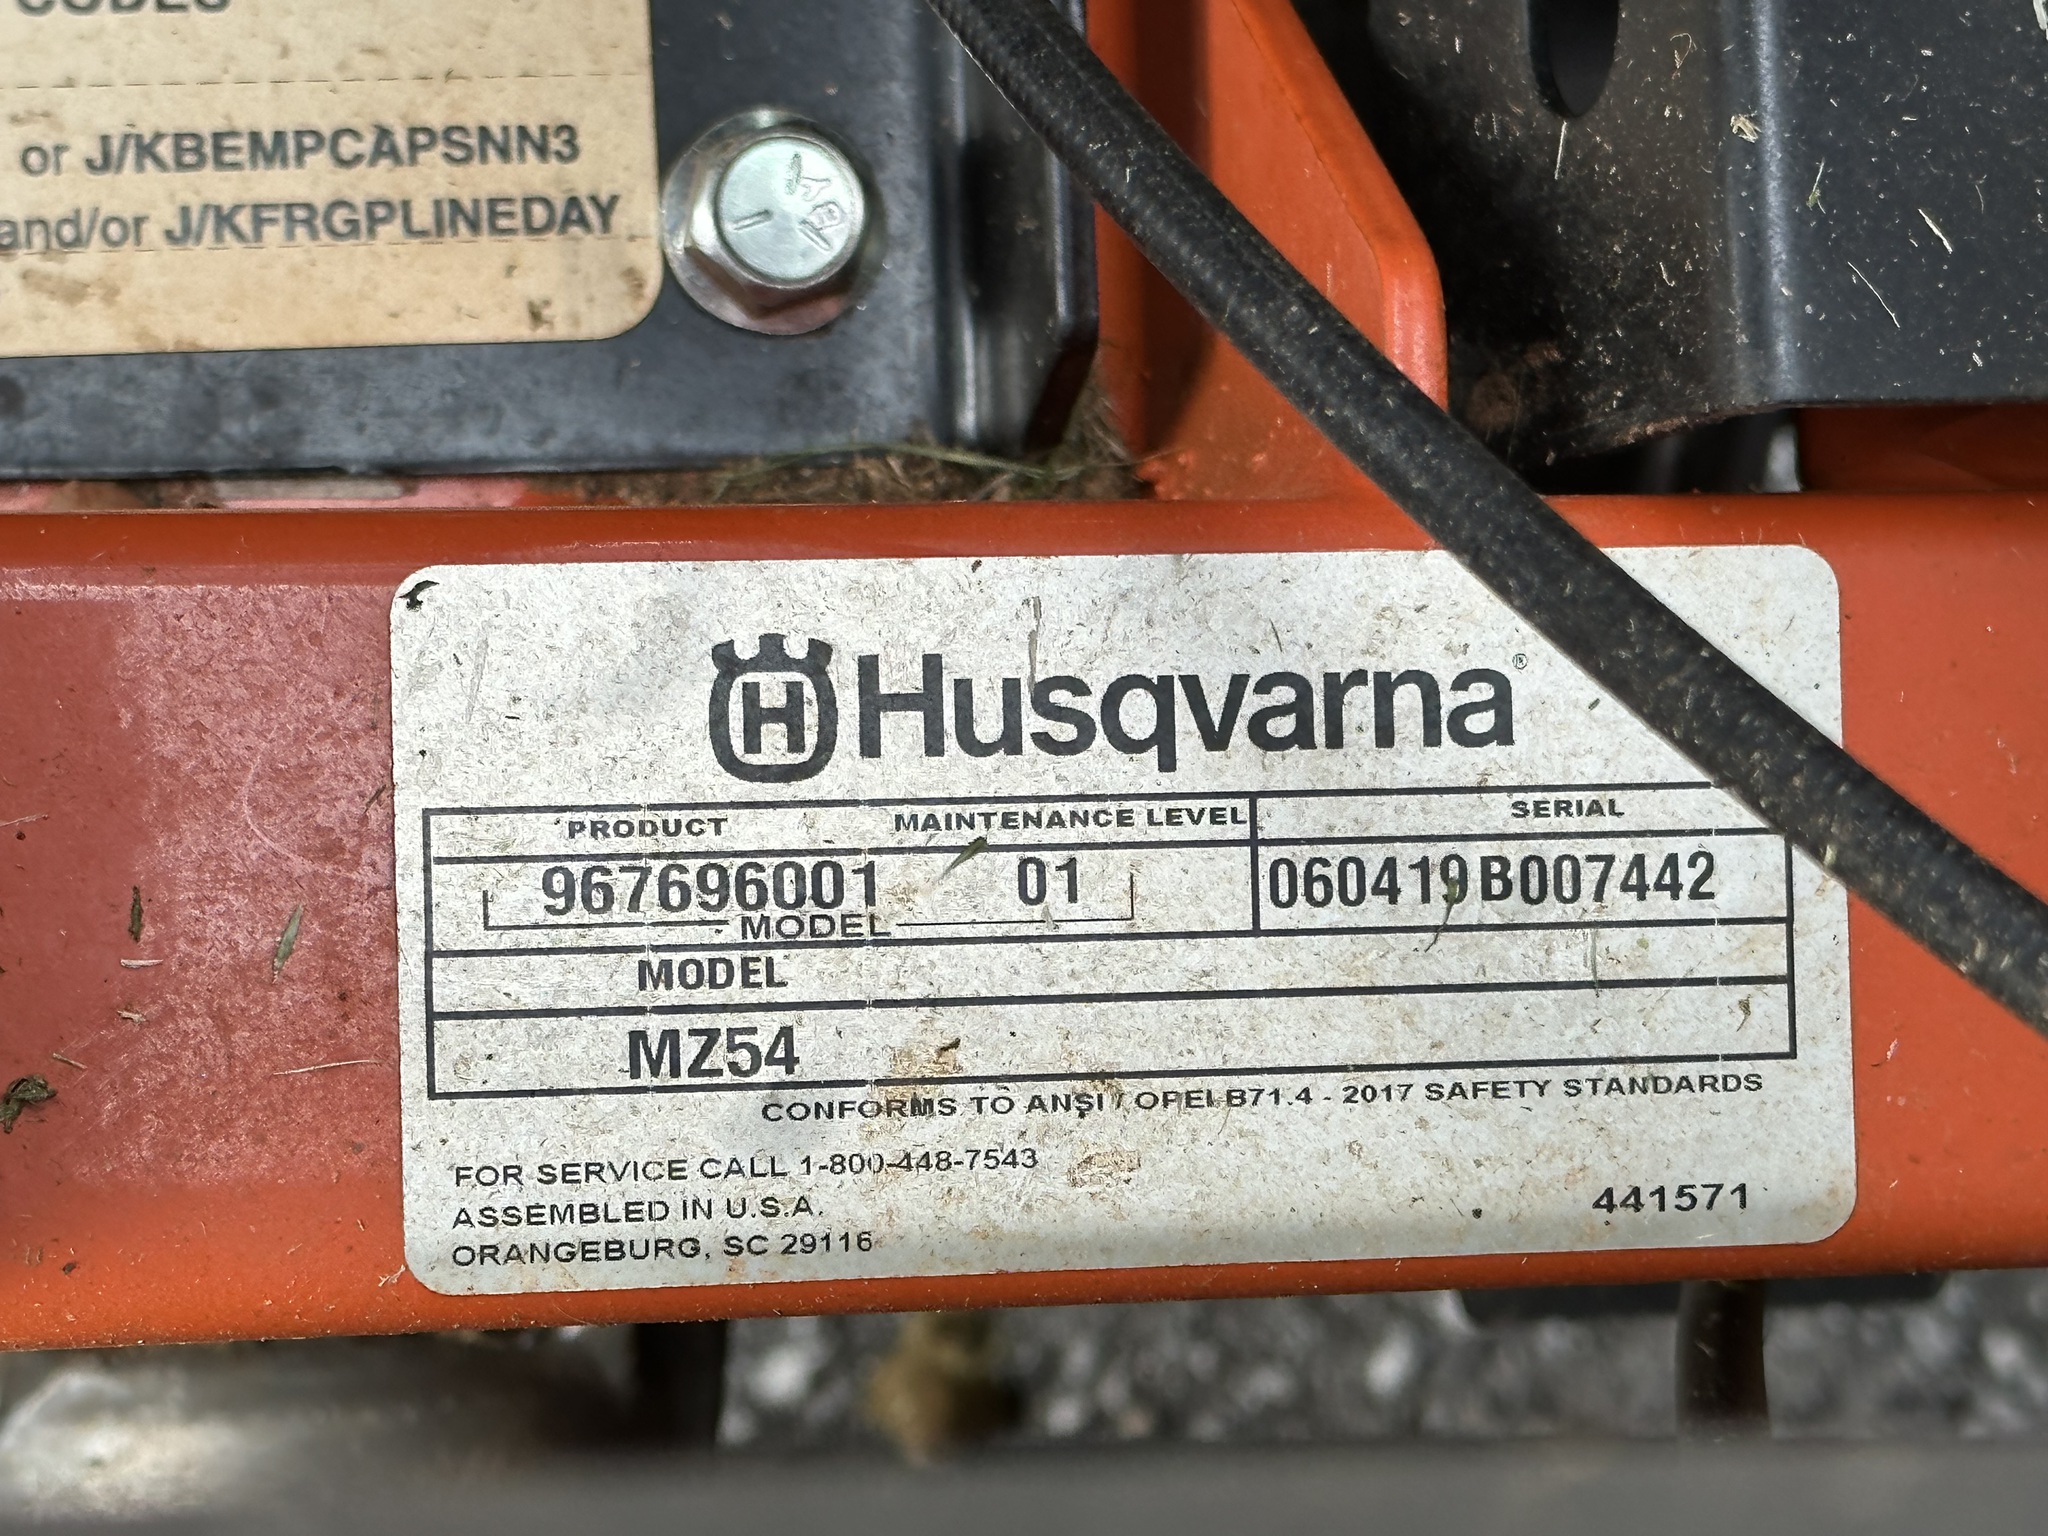 CODES
or J/KBEMPCAPSNN3
and/or J/KFRGPLINEDAY
H Husqvarna®
PRODUCT MAINTENANCE LEVEL SERIAL
967696001 01 060419B007442
MODEL
MODEL
MZ54
CONFORMS TO ANSI / OPEI B71.4 - 2017 SAFETY STANDARDS
FOR SERVICE CALL 1-800-448-7543
ASSEMBLED IN U.S.A.
ORANGEBURG, SC 29116
441571